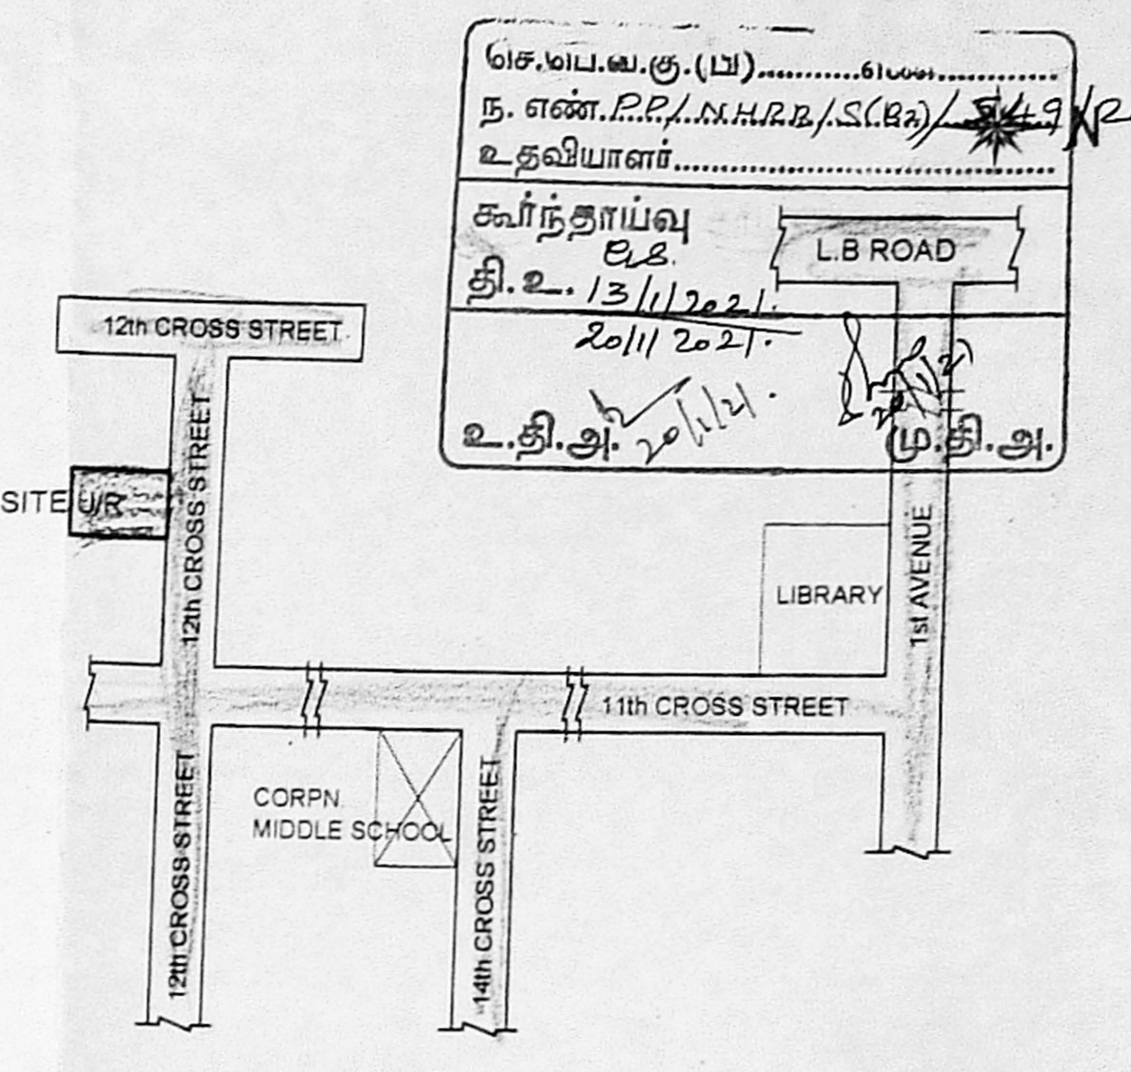 செ.பெ.வ.கு.(பி)
ந. எண். P.P./NHRB/S(B2)/
உதவியாளர்
கூர்ந்தாய்வு
தி.உ. 13/1/2021.
20/1/2021.
20/1/21.
உ.தி.அ. மு.தி.அ.
L.B ROAD
12th CROSS STREET
12th CROSS STREET
SITE U/R
1st AVENUE
LIBRARY
11th CROSS STREET
CORPN.
MIDDLE SCHOOL
12th CROSS STREET
14th CROSS STREET